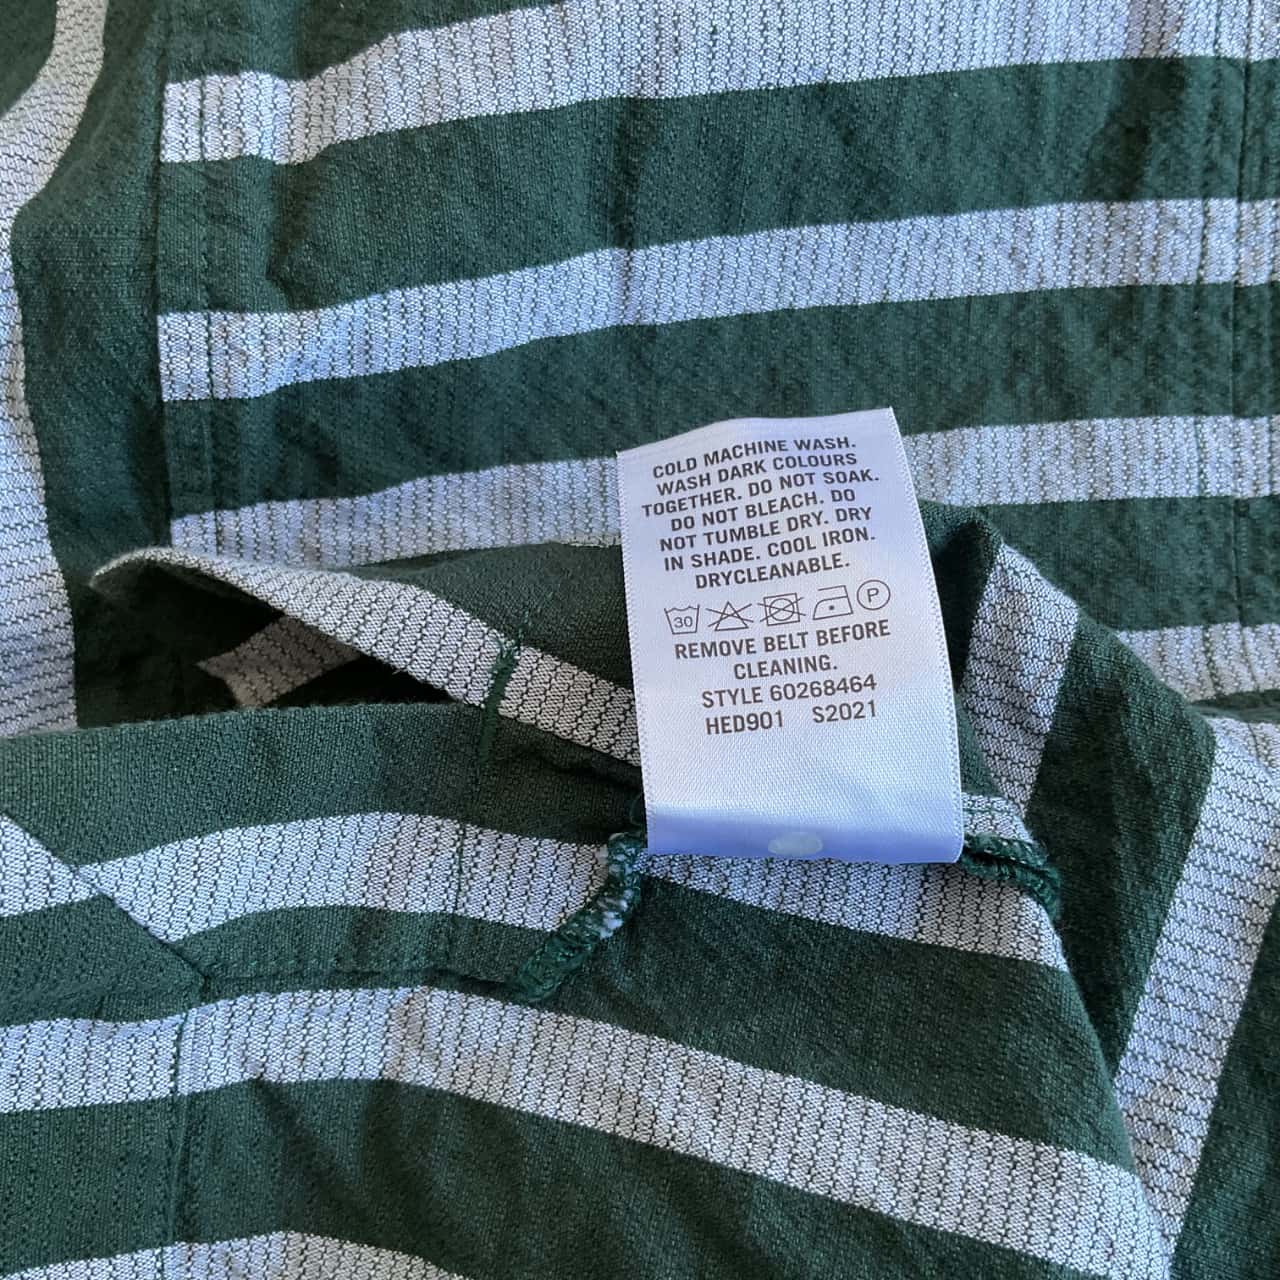 COLD MACHINE WASH.
WASH DARK COLOURS
TOGETHER. DO NOT SOAK.
DO NOT BLEACH. DO
NOT TUMBLE DRY. DRY
IN SHADE. COOL IRON.
DRYCLEANABLE.
30 P
REMOVE BELT BEFORE
CLEANING.
STYLE 60268464
HED901 S2021